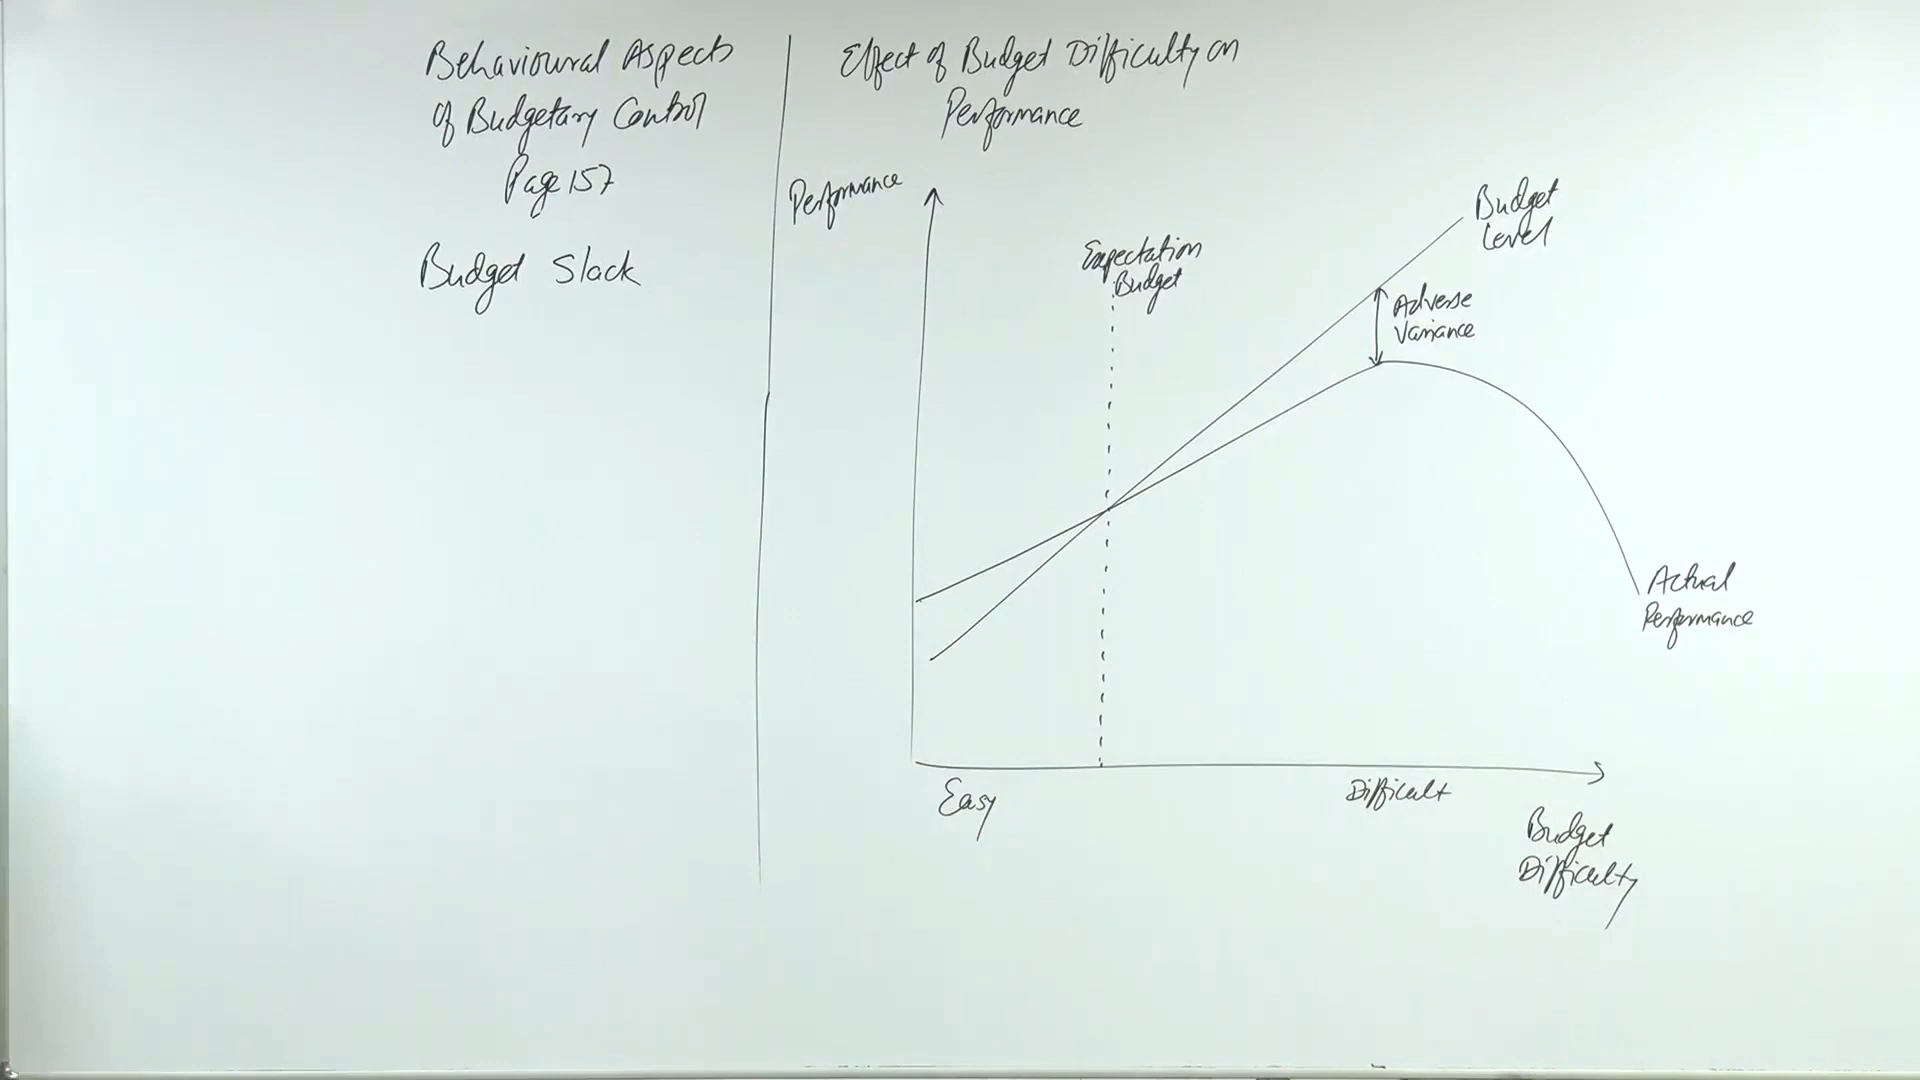 Behavioural Aspects
of Budgetary Control
Page 157
Budget Slack
Effect of Budget Difficulty on
Performance
Performance
Expectation
Budget
Budget
Level
Adverse
Variance
Actual
Performance
Easy
Difficult
Budget
Difficulty